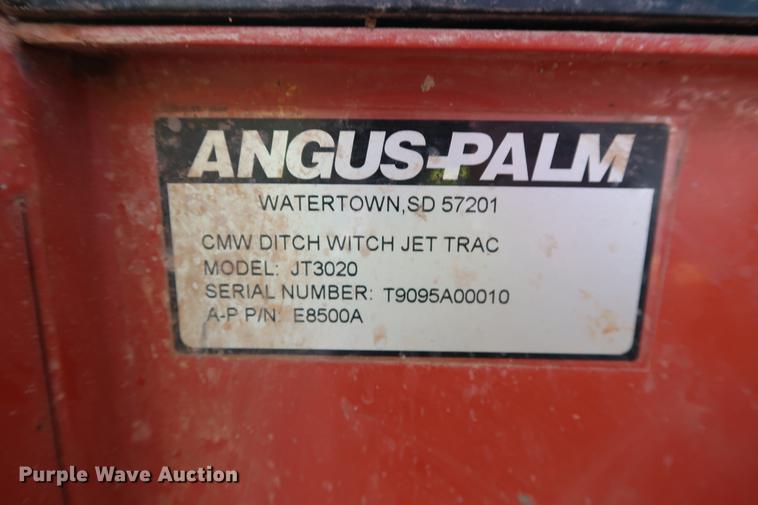 ANGUS-PALM
WATERTOWN,SD 57201
CMW DITCH WITCH JET TRAC
MODEL: JT3020
SERIAL NUMBER: T9095A00010
A-P P/N: E8500A
Purple Wave Auction